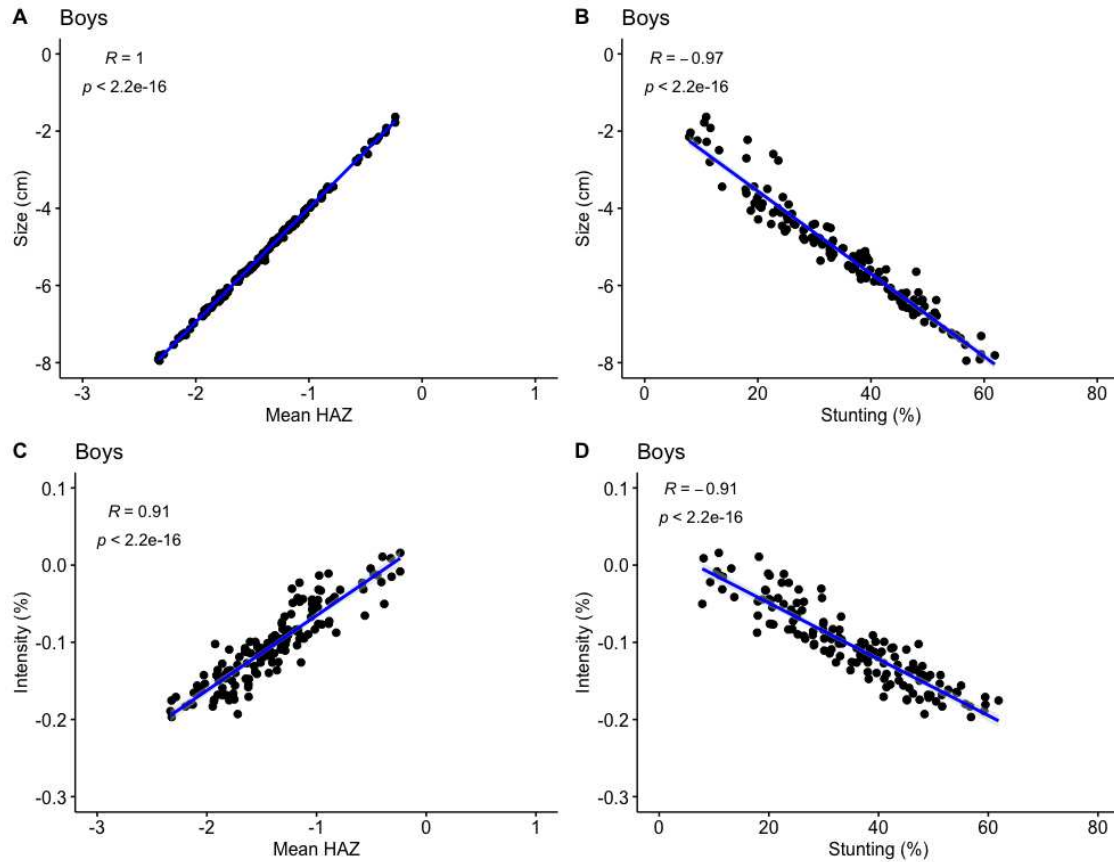 A Boys
R = 1
p < 2.2e-16
0
-2
-4
-6
-8
Size (cm)
-3 -2 -1 0 1
Mean HAZ
B Boys
R = −0.97
p < 2.2e-16
0
-2
-4
-6
-8
Size (cm)
0 20 40 60 80
Stunting (%)
C Boys
R = 0.91
p < 2.2e-16
0.1
0.0
-0.1
-0.2
-0.3
Intensity (%)
-3 -2 -1 0 1
Mean HAZ
D Boys
R = −0.91
p < 2.2e-16
0.1
0.0
-0.1
-0.2
-0.3
Intensity (%)
0 20 40 60 80
Stunting (%)